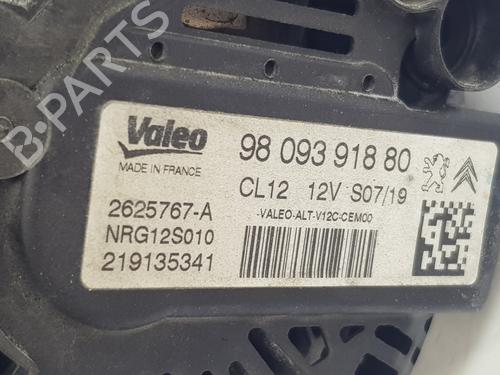 B-PARTS
Valeo
MADE IN FRANCE
2625767-A
NRG12S010
219135341
98 093 918 80
CL12 12V S07/19
-VALEO-ALT-V12C-CEM00